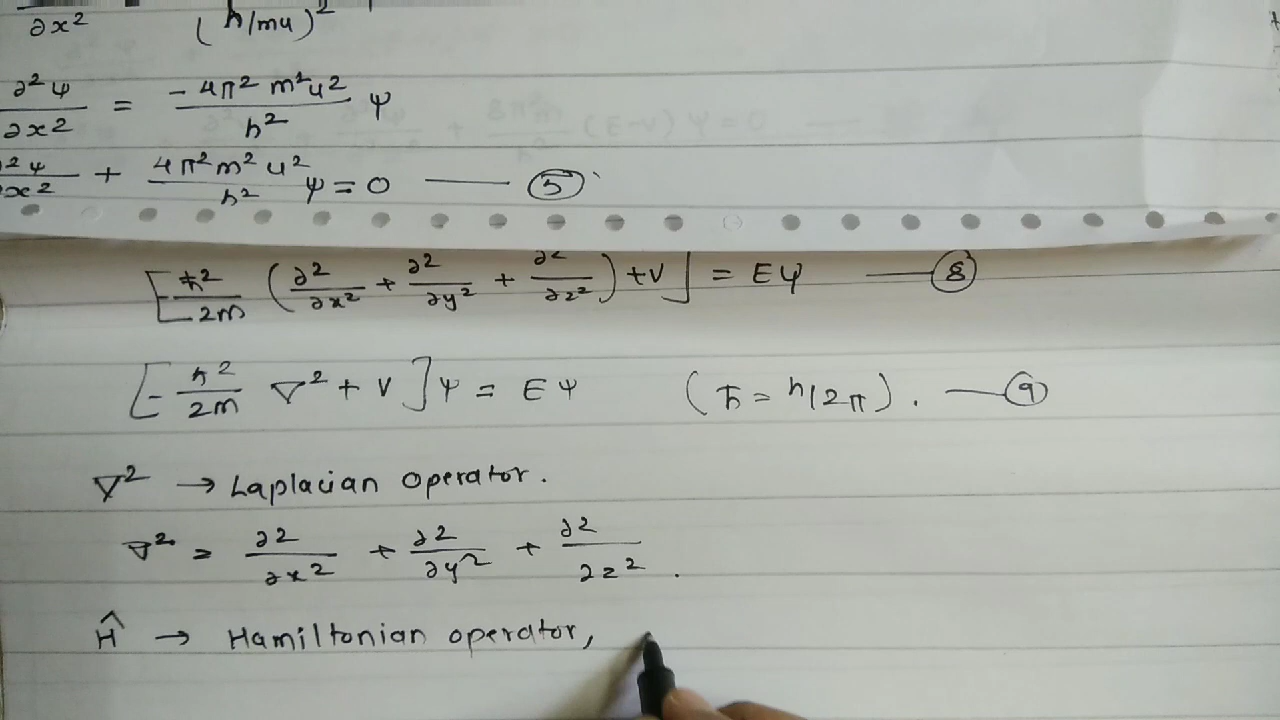 ∂x² (h/mu)²
∂²ψ/∂x² = -4π² m²u²/h² ψ
∂²ψ/∂x² + 4π²m²u²/h² ψ = 0 —— ⑤
[-ħ²/2m (∂²/∂x² + ∂²/∂y² + ∂²/∂z²) + V] = Eψ —— ⑧
[-ħ²/2m ∇² + V]ψ = Eψ (ħ = h/2π). —— ⑨
∇² → Laplacian operator.
∇² = ∂²/∂x² + ∂²/∂y² + ∂²/∂z².
Ĥ → Hamiltonian operator,